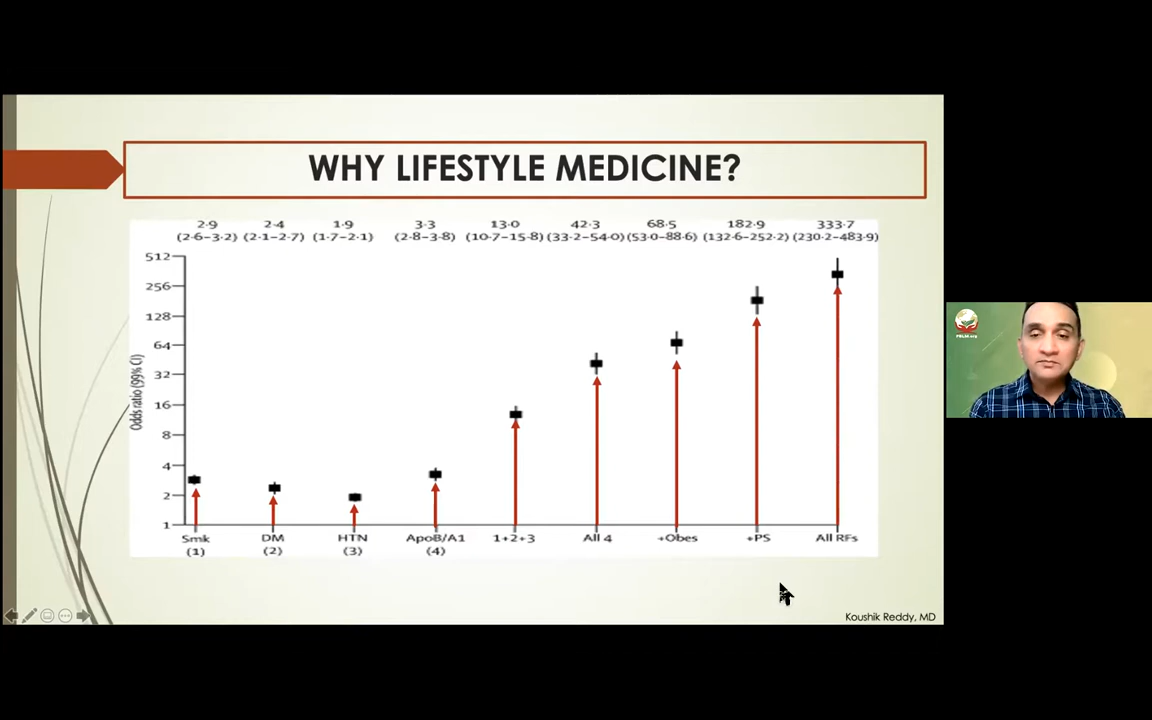 WHY LIFESTYLE MEDICINE?
2·9 2·4 1·9 3·3 13·0 42·3 68·5 182·9 333·7
(2·6–3·2) (2·1–2·7) (1·7–2·1) (2·8–3·8) (10·7–15·8) (33·2–54·0) (53·0–88·6) (132·6–252·2) (230·2–483·9)
512
256
128
64
32
16
8
4
2
1
Odds ratio (99% CI)
Smk DM HTN ApoB/A1 1+2+3 All 4 +Obes +PS All RFs
(1) (2) (3) (4)
Koushik Reddy, MD
PBLM.org